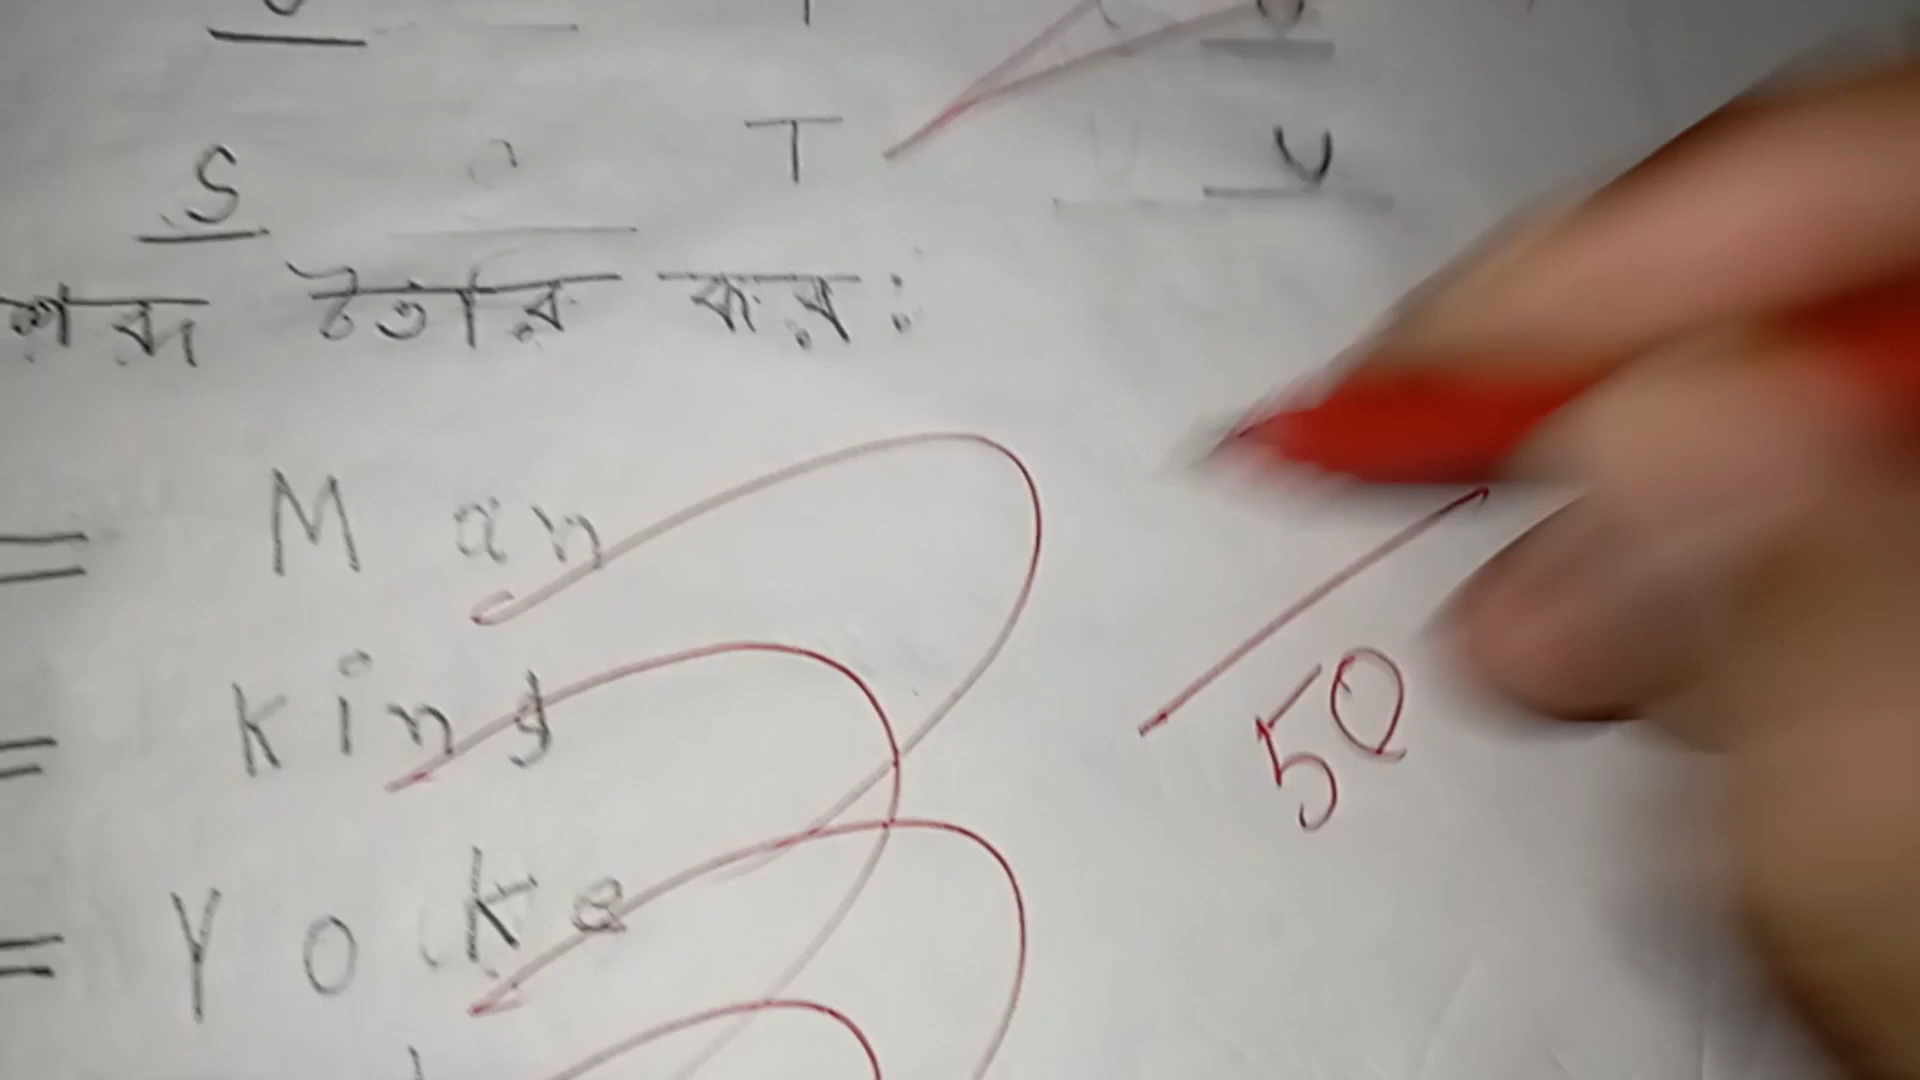 S T U
শব্দ তৈরি কর:
= Man
= King
= Yoke
50